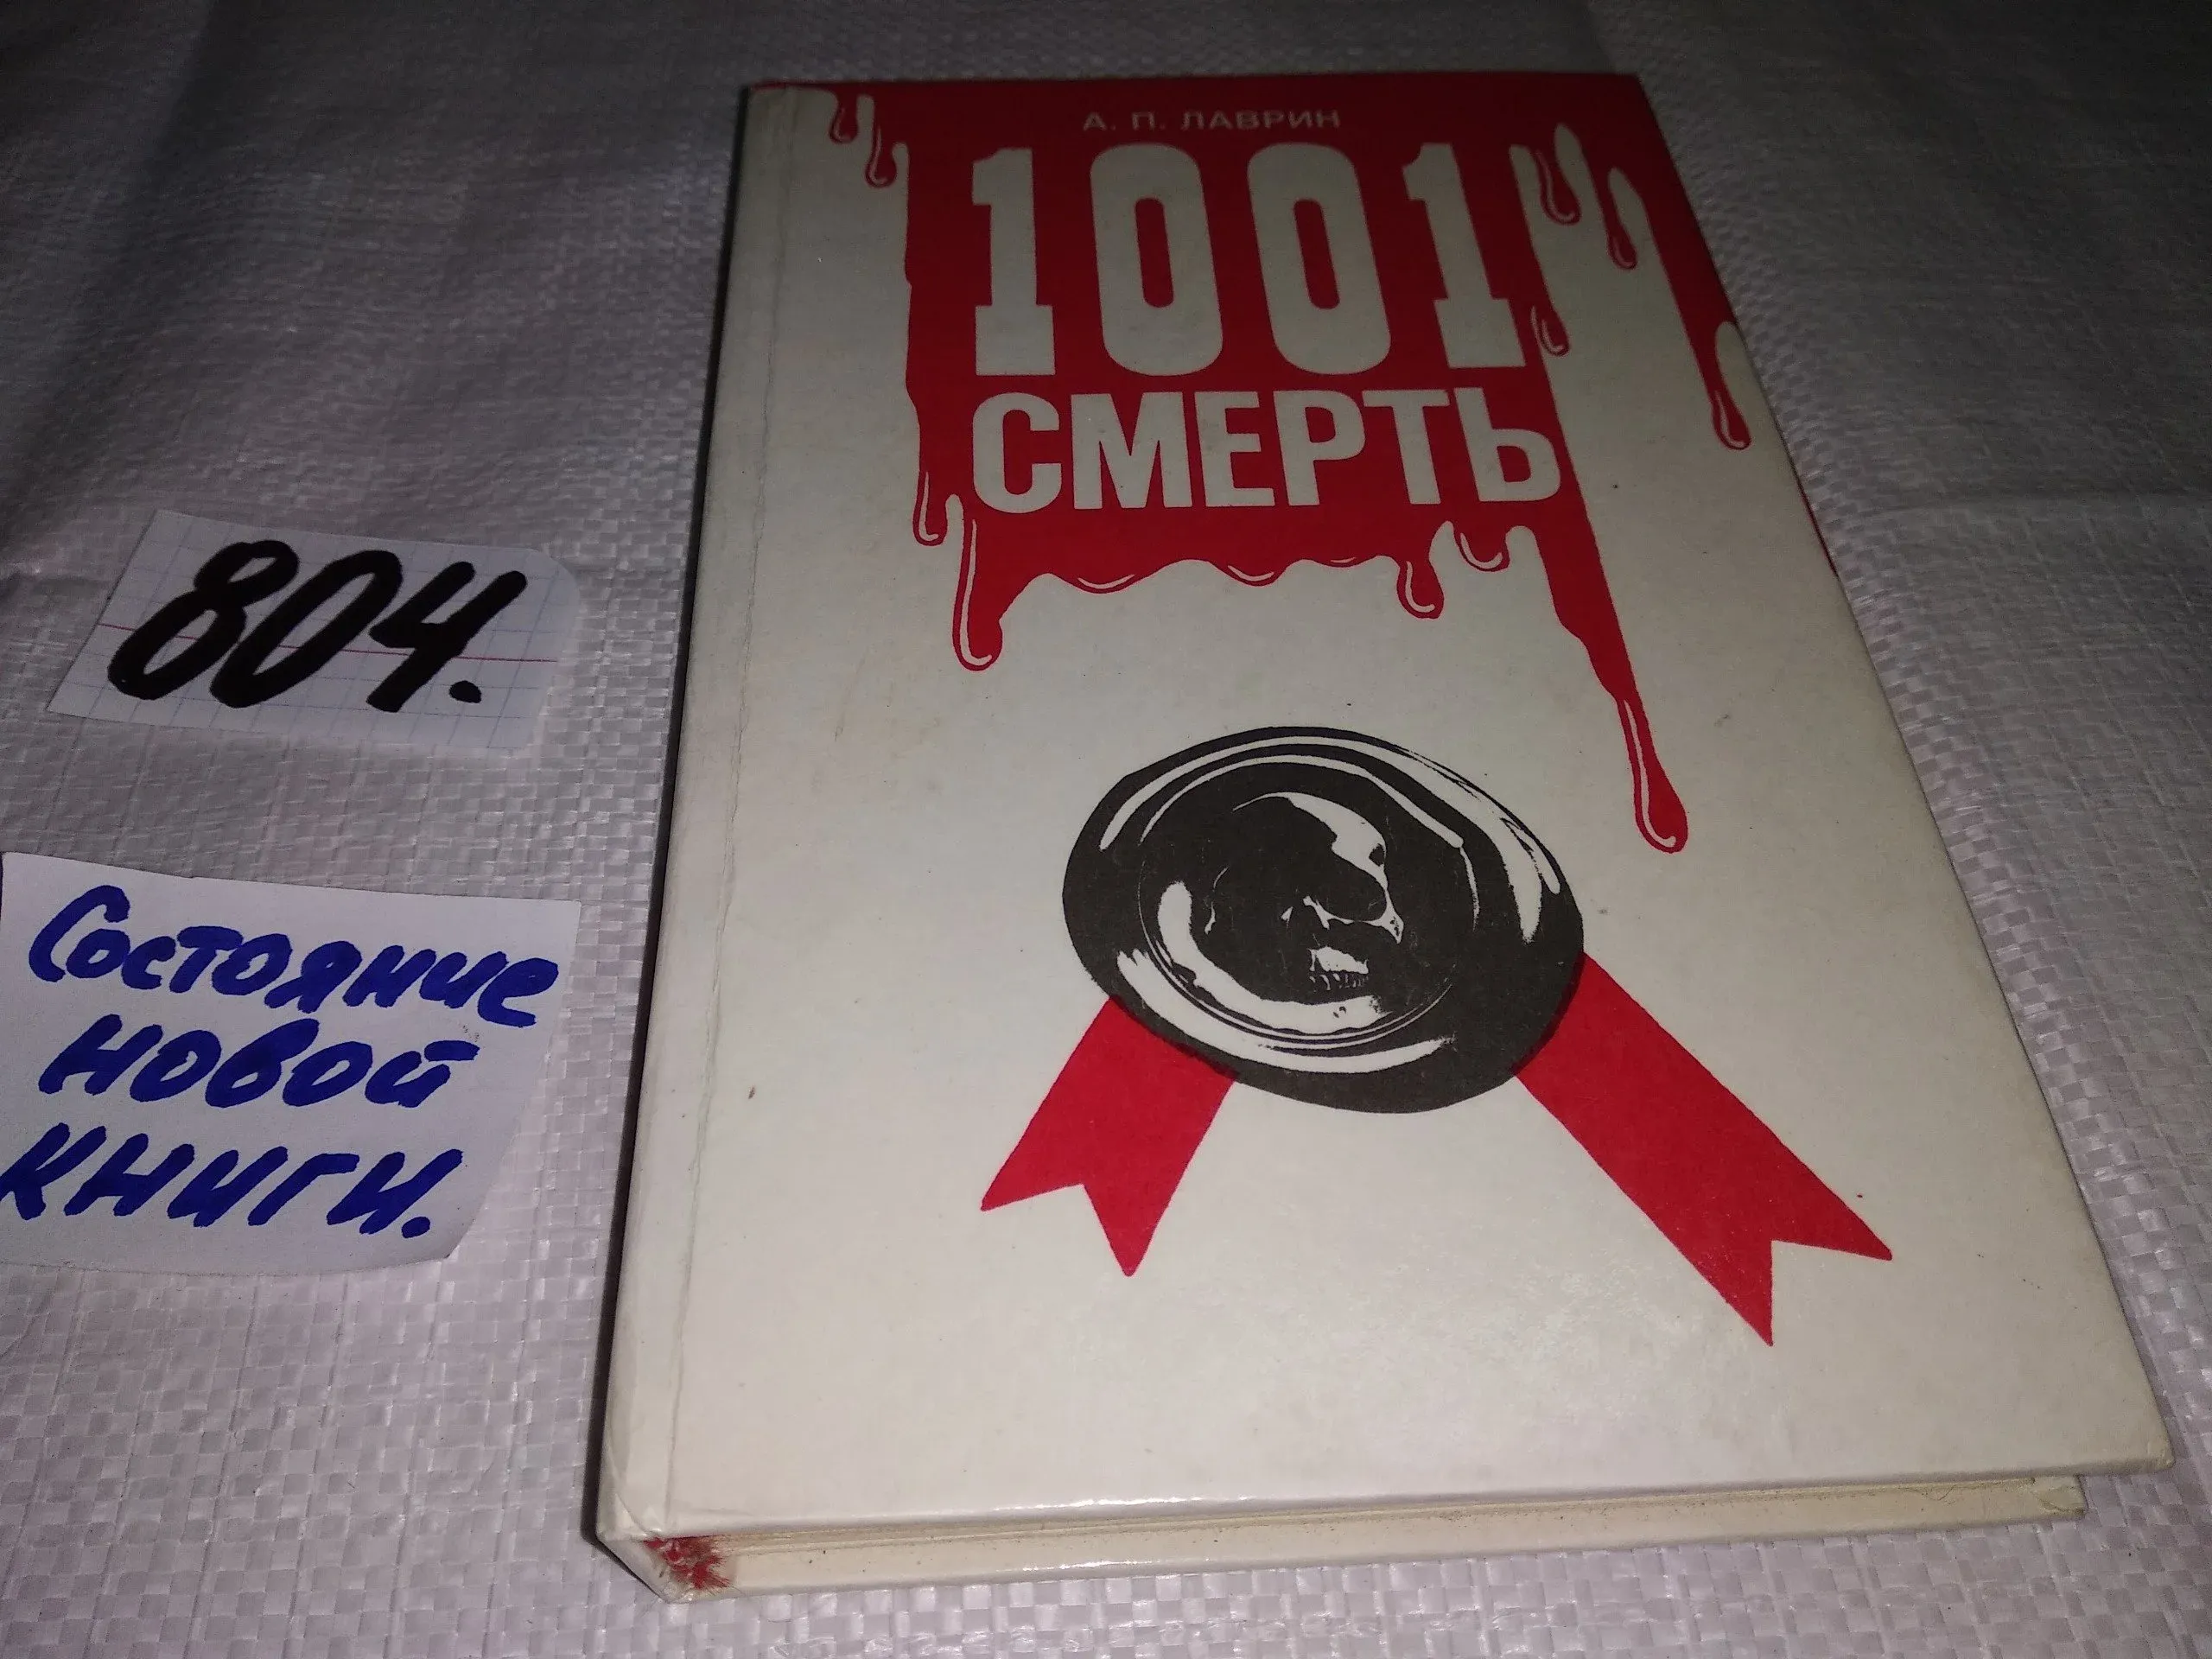 А. П. ЛАВРИН
1001
СМЕРТЬ
804.
Состояние
новой
книги.